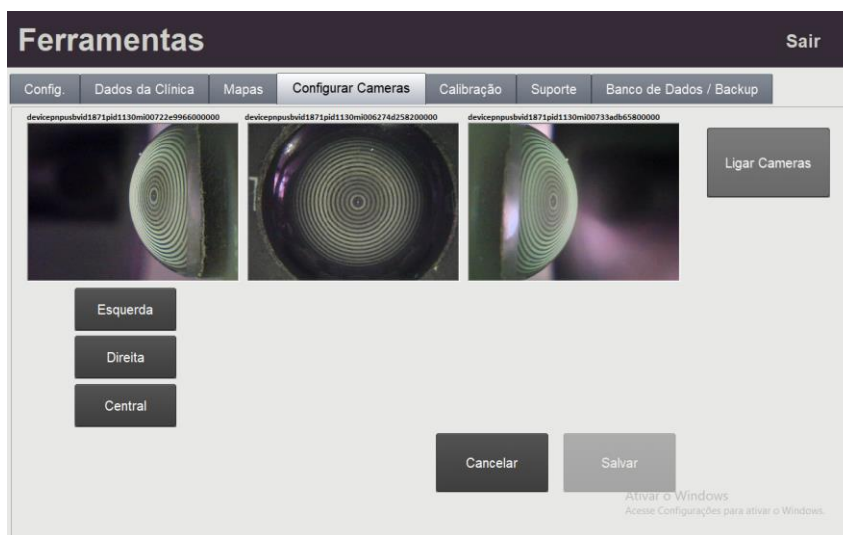 Ferramentas
Sair
Config.
Dados da Clínica
Mapas
Configurar Cameras
Calibração
Suporte
Banco de Dados / Backup
devicepnpusbvid1871pid1130mi00722e9966000000
devicepnpusbvid1871pid1130mi006274d258200000
devicepnpusbvid1871pid1130mi00733adb65800000
Ligar Cameras
Esquerda
Direita
Central
Cancelar
Salvar
Ativar o Windows
Acesse Configurações para ativar o Windows.